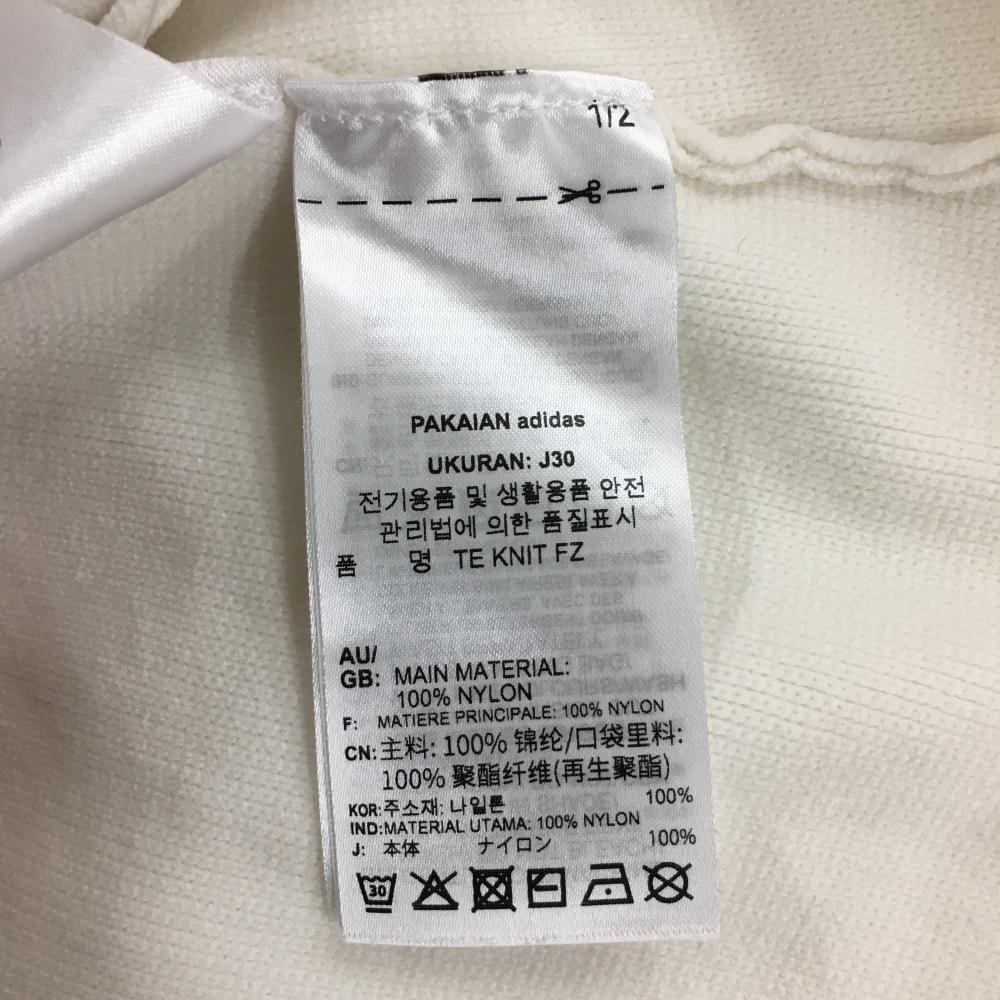 1/2
PAKAIAN adidas
UKURAN: J30
전기용품 및 생활용품 안전
관리법에 의한 품질표시
품 명 TE KNIT FZ
AU/
GB: MAIN MATERIAL:
100% NYLON
F: MATIERE PRINCIPALE: 100% NYLON
CN: 主料: 100% 锦纶/口袋里料:
100% 聚酯纤维(再生聚酯)
KOR: 주소재: 나일론 100%
IND: MATERIAL UTAMA: 100% NYLON
J: 本体 ナイロン 100%
30